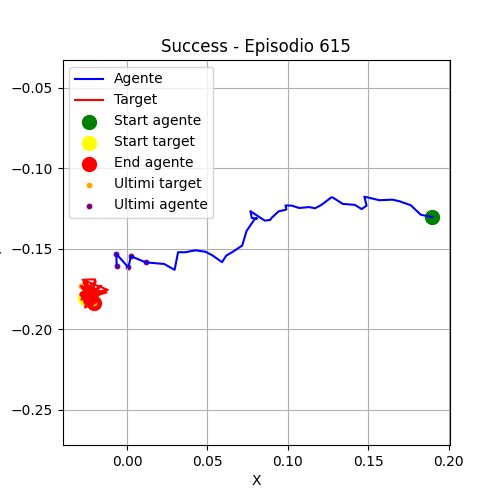 Success - Episodio 615
Agente
Target
Start agente
Start target
End agente
Ultimi target
Ultimi agente
−0.05
−0.10
−0.15
−0.20
−0.25
0.00
0.05
0.10
0.15
0.20
X